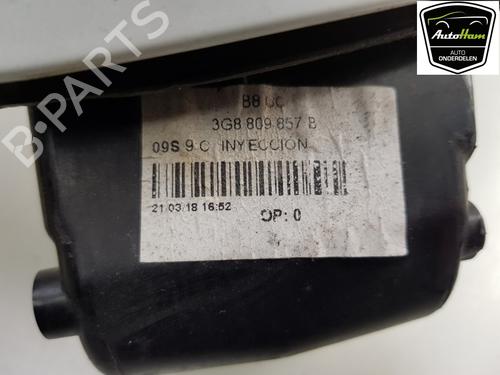 AutoHam
AUTO
ONDERDELEN
B-PARTS
B8 CC
3G8 809 857 B
09S 9 C INYECCION
21.03.18 16:52
OP: 0